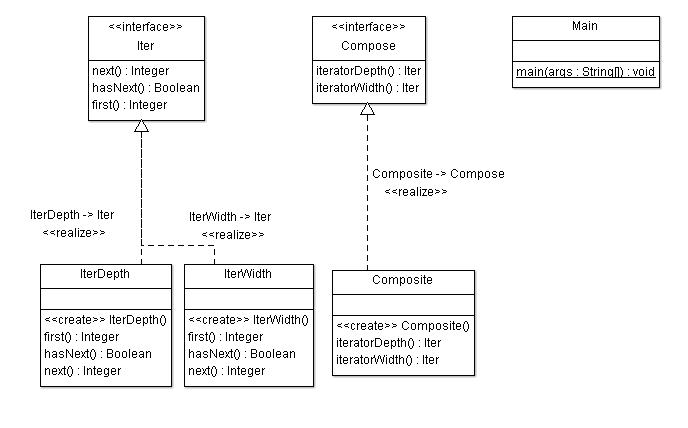 <<interface>>
Iter
next() : Integer
hasNext() : Boolean
first() : Integer
<<interface>>
Compose
iteratorDepth() : Iter
iteratorWidth() : Iter
Main
main(args : String[]) : void
Composite -> Compose
<<realize>>
IterDepth -> Iter
<<realize>>
IterWidth -> Iter
<<realize>>
IterDepth
<<create>> IterDepth()
first() : Integer
hasNext() : Boolean
next() : Integer
IterWidth
<<create>> IterWidth()
first() : Integer
hasNext() : Boolean
next() : Integer
Composite
<<create>> Composite()
iteratorDepth() : Iter
iteratorWidth() : Iter